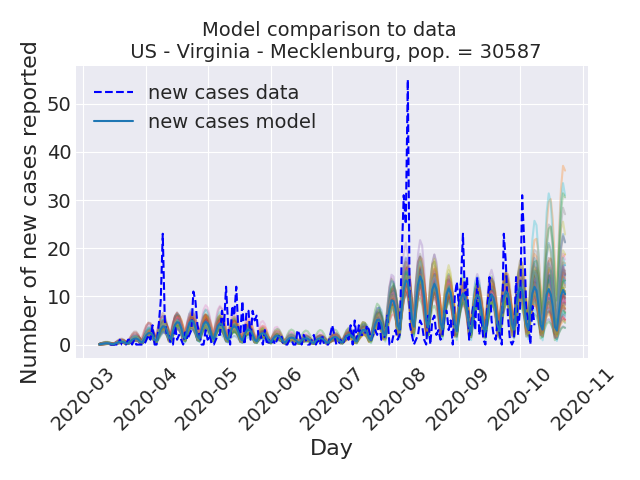 Model comparison to data
US - Virginia - Mecklenburg, pop. = 30587
Number of new cases reported
50
40
30
20
10
0
new cases data
new cases model
2020-03
2020-04
2020-05
2020-06
2020-07
2020-08
2020-09
2020-10
2020-11
Day